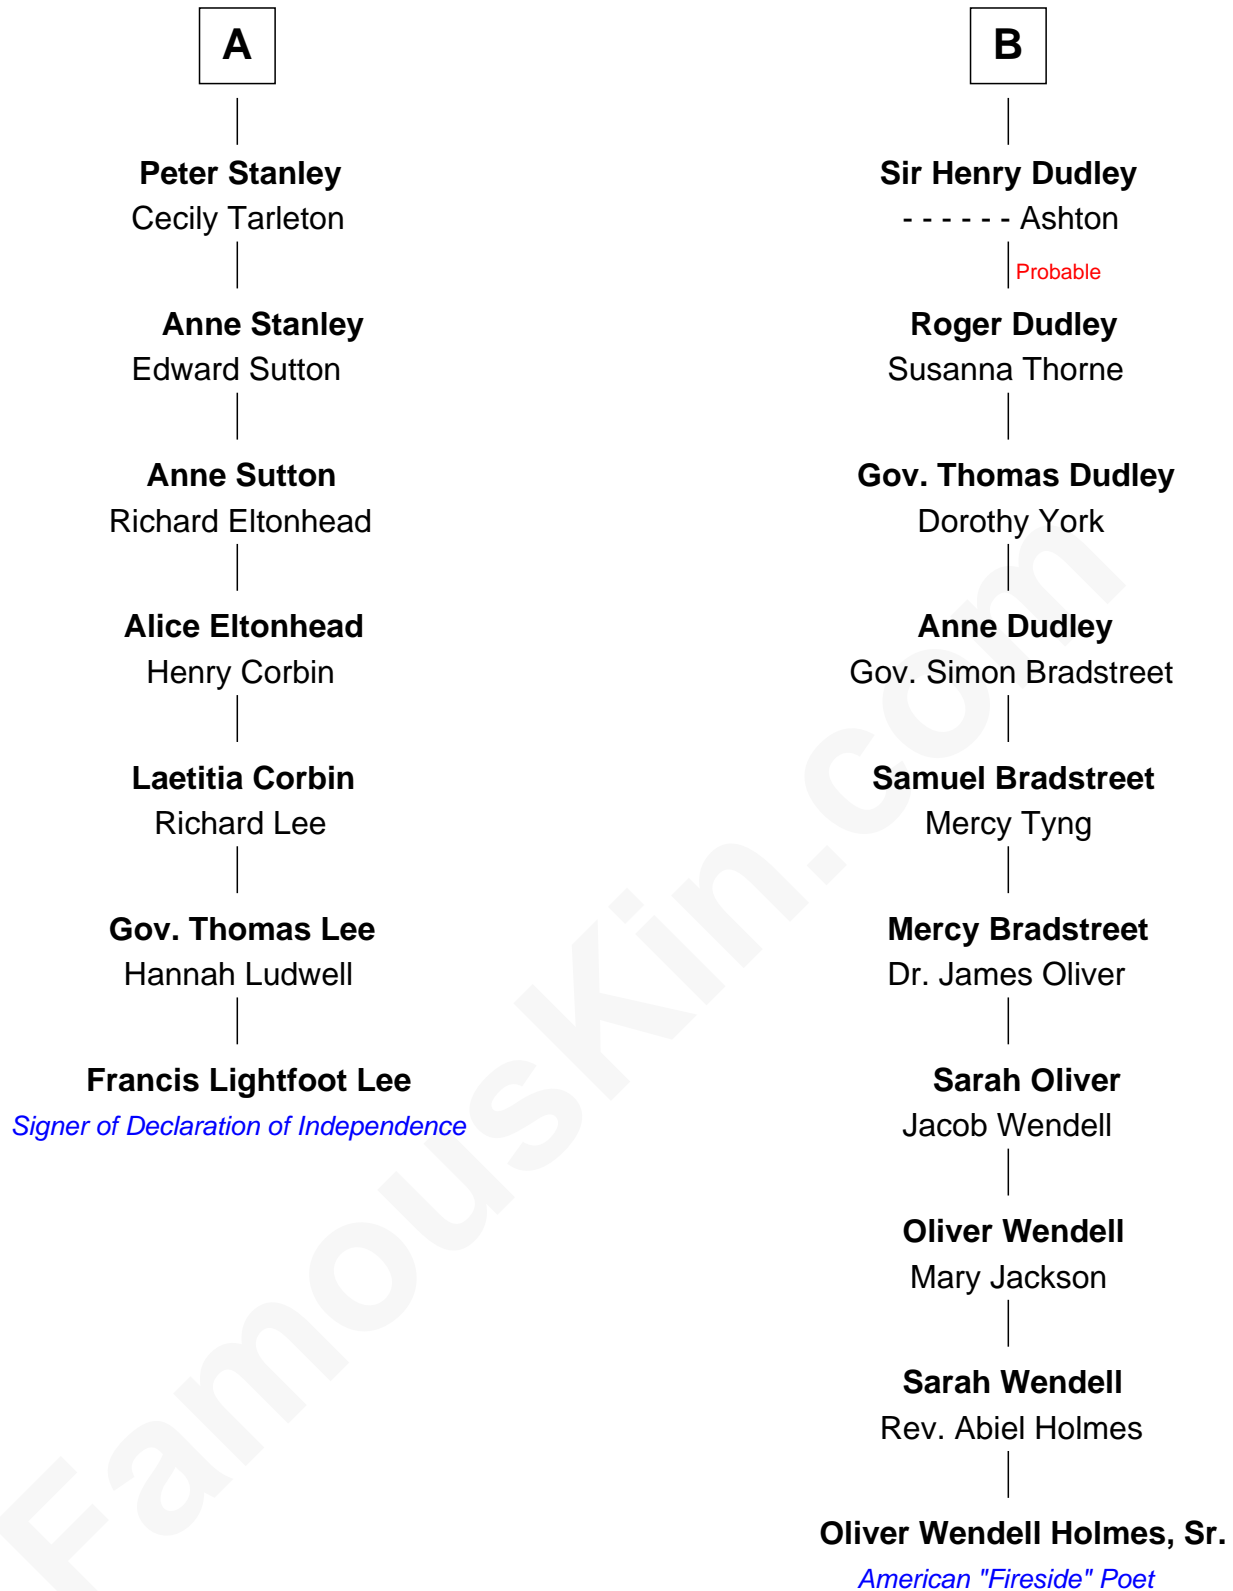 A
Peter Stanley
Cecily Tarleton
Anne Stanley
Edward Sutton
Anne Sutton
Richard Eltonhead
Alice Eltonhead
Henry Corbin
Laetitia Corbin
Richard Lee
Gov. Thomas Lee
Hannah Ludwell
Francis Lightfoot Lee
Signer of Declaration of Independence
B
Sir Henry Dudley
- - - - - - Ashton
Probable
Roger Dudley
Susanna Thorne
Gov. Thomas Dudley
Dorothy York
Anne Dudley
Gov. Simon Bradstreet
Samuel Bradstreet
Mercy Tyng
Mercy Bradstreet
Dr. James Oliver
Sarah Oliver
Jacob Wendell
Oliver Wendell
Mary Jackson
Sarah Wendell
Rev. Abiel Holmes
Oliver Wendell Holmes, Sr.
American "Fireside" Poet
FamousKin.com